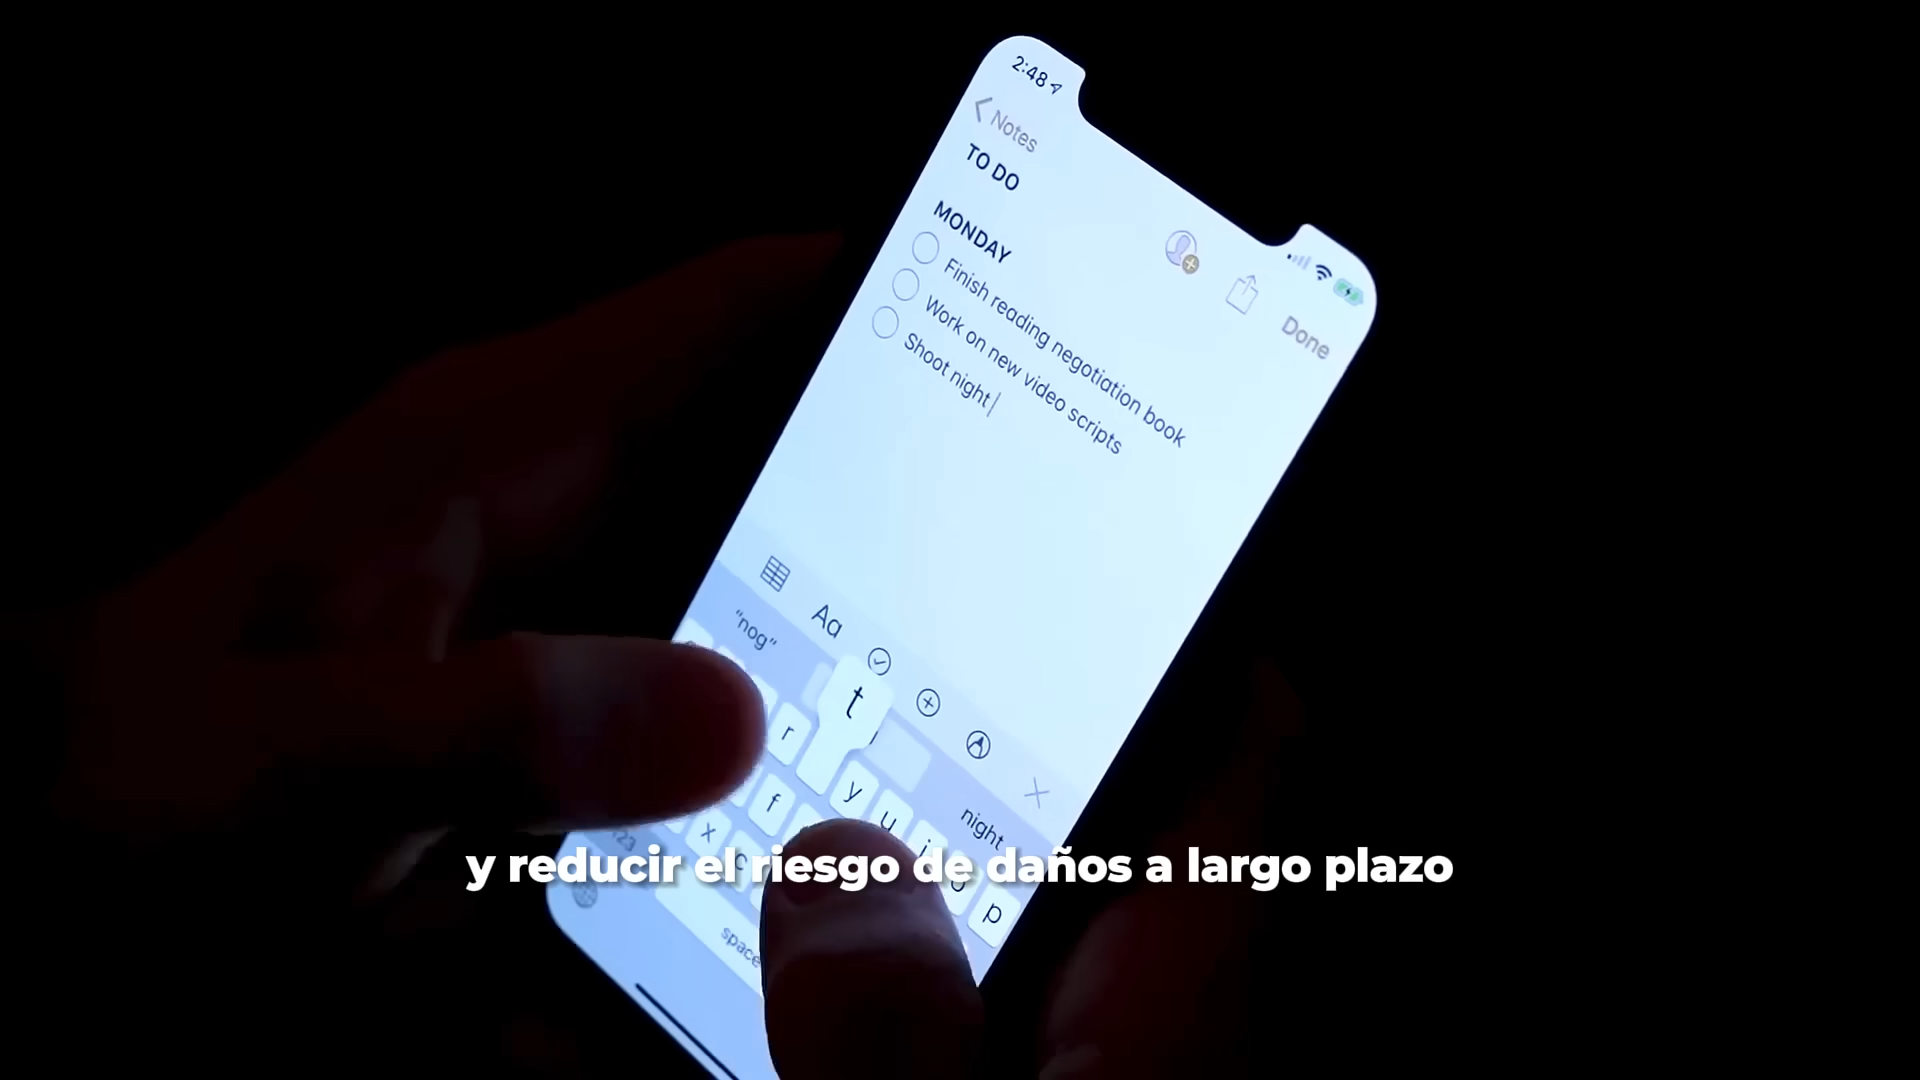 2:48
Notes
Done
TO DO
MONDAY
Finish reading negotiation book
Work on new video scripts
Shoot night
Aa
"nog"
night
t
r
y
u
i
o
p
f
x
c
123
space
y reducir el riesgo de daños a largo plazo